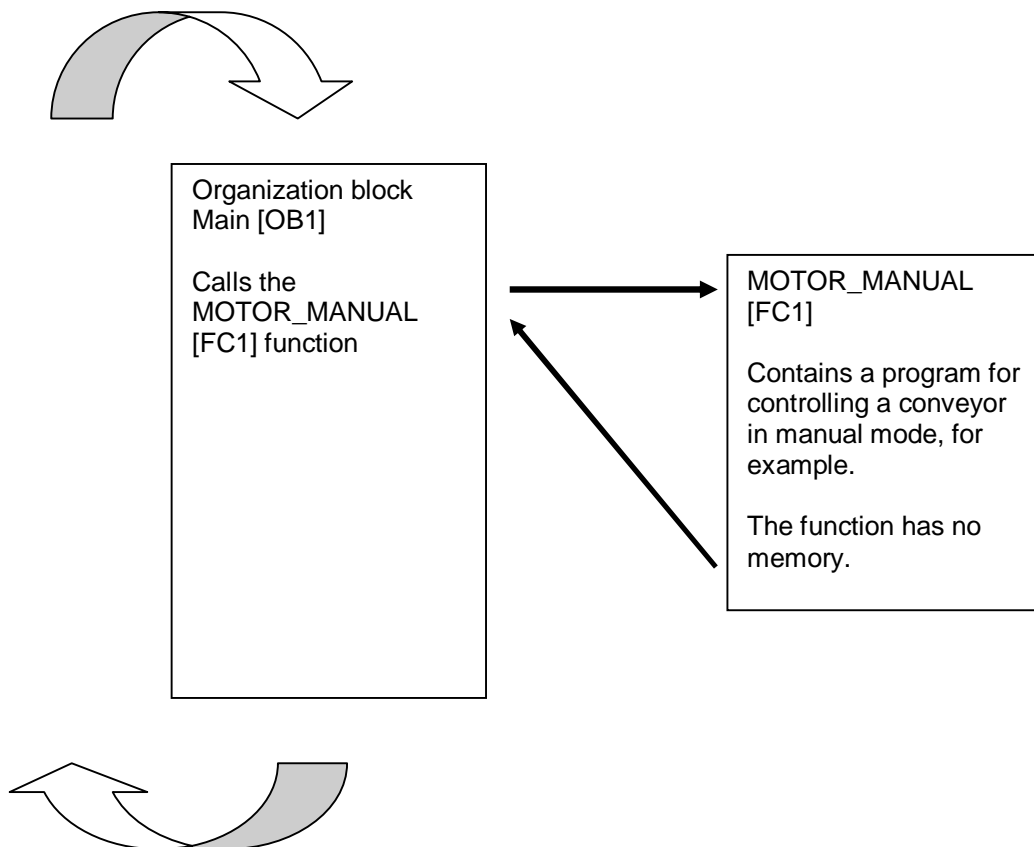 Organization block
Main [OB1]
Calls the
MOTOR_MANUAL
[FC1] function
MOTOR_MANUAL
[FC1]
Contains a program for
controlling a conveyor
in manual mode, for
example.
The function has no
memory.